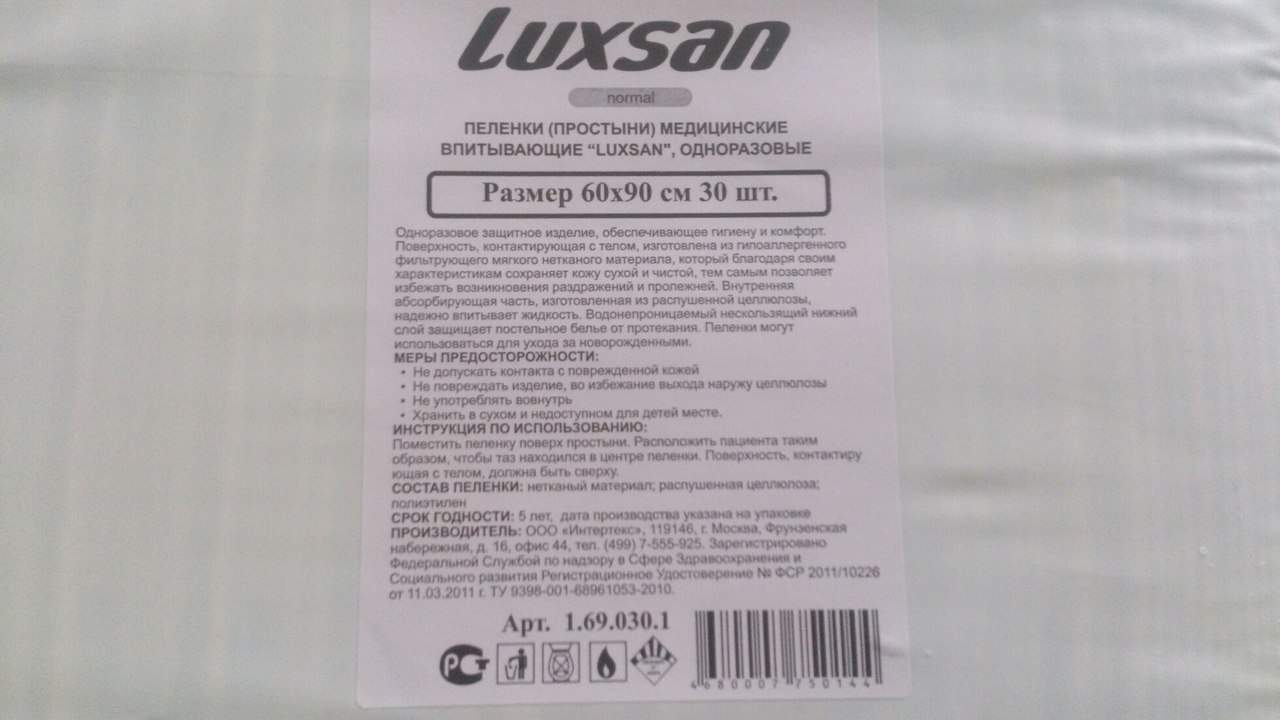 Luxsan
normal
ПЕЛЕНКИ (ПРОСТЫНИ) МЕДИЦИНСКИЕ
ВПИТЫВАЮЩИЕ “LUXSAN", ОДНОРАЗОВЫЕ
Размер 60х90 см 30 шт.
Одноразовое защитное изделие, обеспечивающее гигиену и комфорт.
Поверхность, контактирующая с телом, изготовлена из гипоаллергенного
фильтрующего мягкого нетканого материала, который благодаря своим
характеристикам сохраняет кожу сухой и чистой, тем самым позволяет
избежать возникновения раздражений и пролежней. Внутренняя
абсорбирующая часть, изготовленная из распушенной целлюлозы,
надежно впитывает жидкость. Водонепроницаемый нескользящий нижний
слой защищает постельное белье от протекания. Пеленки могут
использоваться для ухода за новорожденными.
МЕРЫ ПРЕДОСТОРОЖНОСТИ:
• Не допускать контакта с поврежденной кожей
• Не повреждать изделие, во избежание выхода наружу целлюлозы
• Не употреблять вовнутрь
• Хранить в сухом и недоступном для детей месте.
ИНСТРУКЦИЯ ПО ИСПОЛЬЗОВАНИЮ:
Поместить пеленку поверх простыни. Расположить пациента таким
образом, чтобы таз находился в центре пеленки. Поверхность, контактиру
ющая с телом, должна быть сверху.
СОСТАВ ПЕЛЕНКИ: нетканый материал; распушенная целлюлоза;
полиэтилен
СРОК ГОДНОСТИ: 5 лет, дата производства указана на упаковке
ПРОИЗВОДИТЕЛЬ: ООО «Интертекс», 119146, г. Москва, Фрунзенская
набережная, д. 16, офис 44, тел. (499) 7-555-925. Зарегистрировано
Федеральной Службой по надзору в Сфере Здравоохранения и
Социального развития Регистрационное Удостоверение № ФСР 2011/10226
от 11.03.2011 г. ТУ 9398-001-68961053-2010.
Арт. 1.69.030.1
РСТ
4680007750144